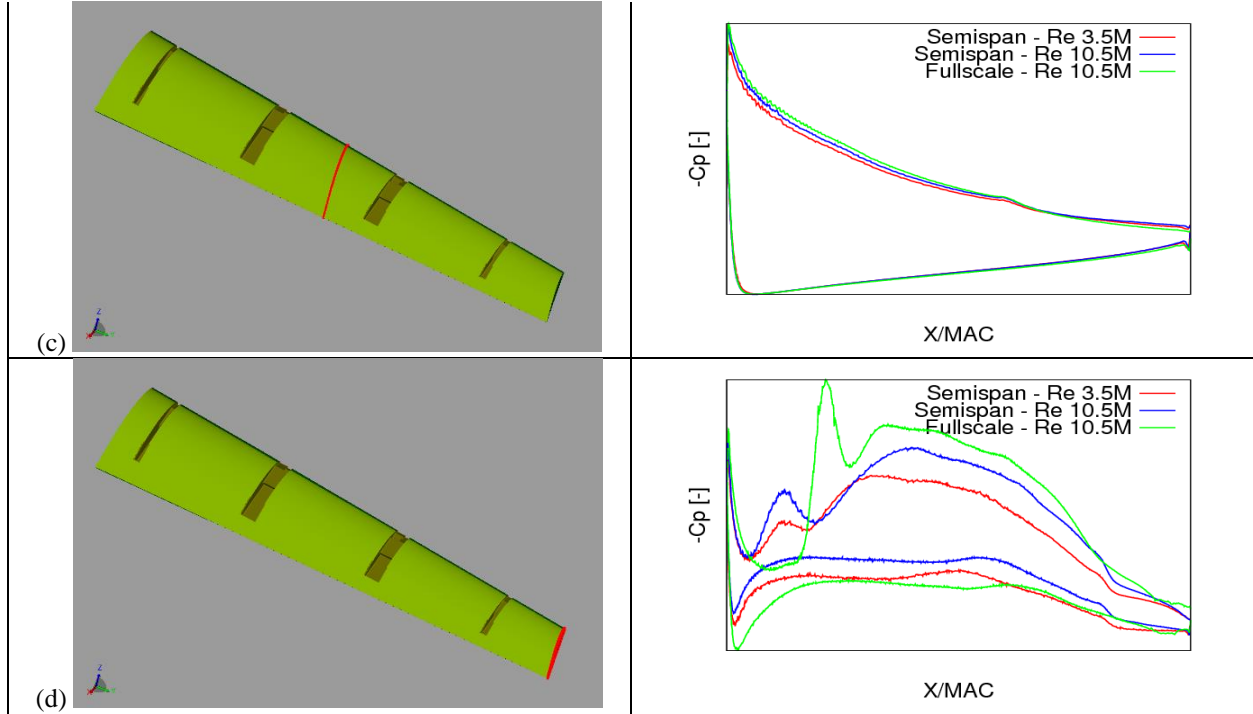 Semispan - Re 3.5M
Semispan - Re 10.5M
Fullscale - Re 10.5M
-Cp [-]
X/MAC
Z
X
(c)
Semispan - Re 3.5M
Semispan - Re 10.5M
Fullscale - Re 10.5M
-Cp [-]
X/MAC
Z
X
(d)